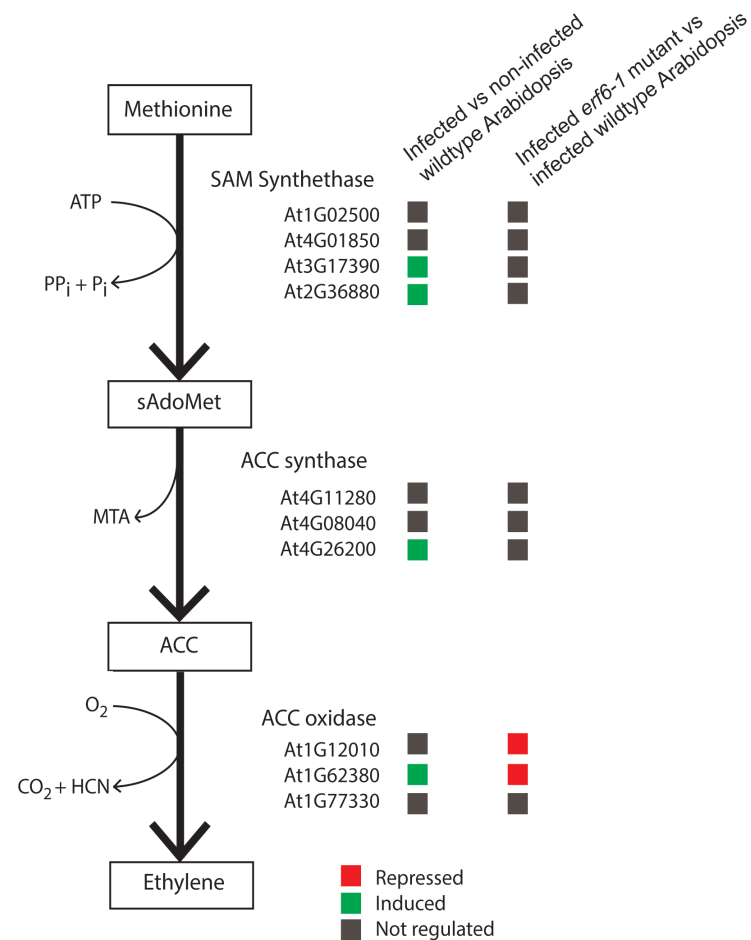 Infected vs non-infected
wildtype Arabidopsis
Infected erf6-1 mutant vs
infected wildtype Arabidopsis
Methionine
SAM Synthethase
ATP
PPi + Pi
At1G02500
At4G01850
At3G17390
At2G36880
sAdoMet
ACC synthase
MTA
At4G11280
At4G08040
At4G26200
ACC
O2
CO2 + HCN
ACC oxidase
At1G12010
At1G62380
At1G77330
Ethylene
Repressed
Induced
Not regulated